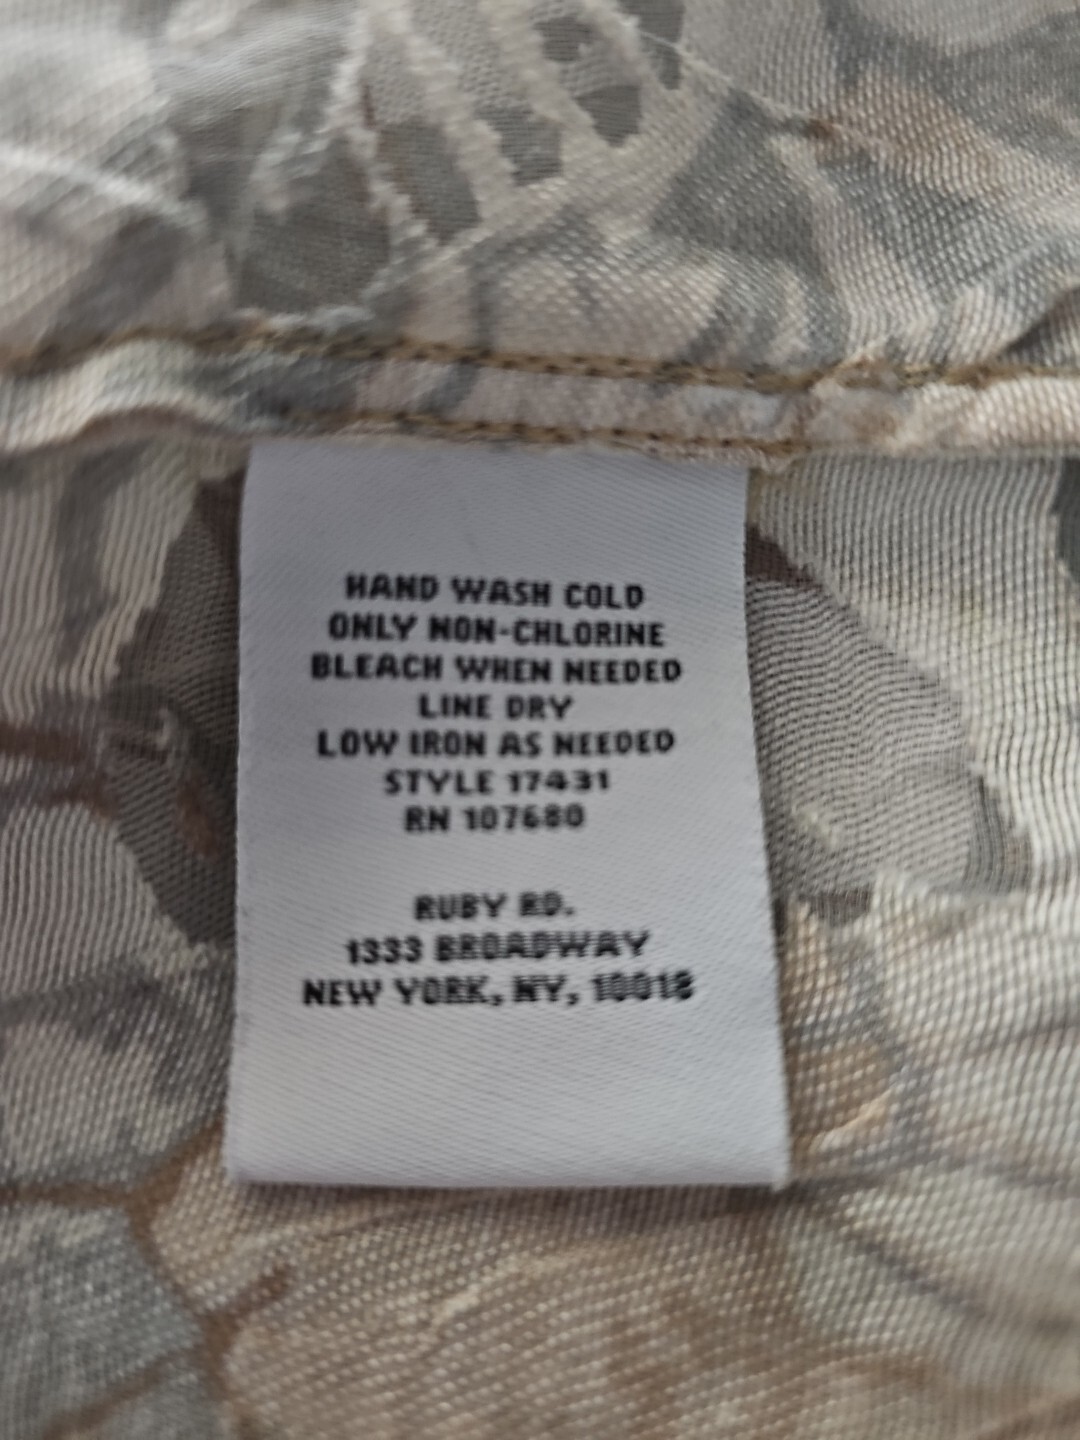 HAND WASH COLD
ONLY NON-CHLORINE
BLEACH WHEN NEEDED
LINE DRY
LOW IRON AS NEEDED
STYLE 17431
RN 107680
RUBY RD.
1333 BROADWAY
NEW YORK, NY, 10018